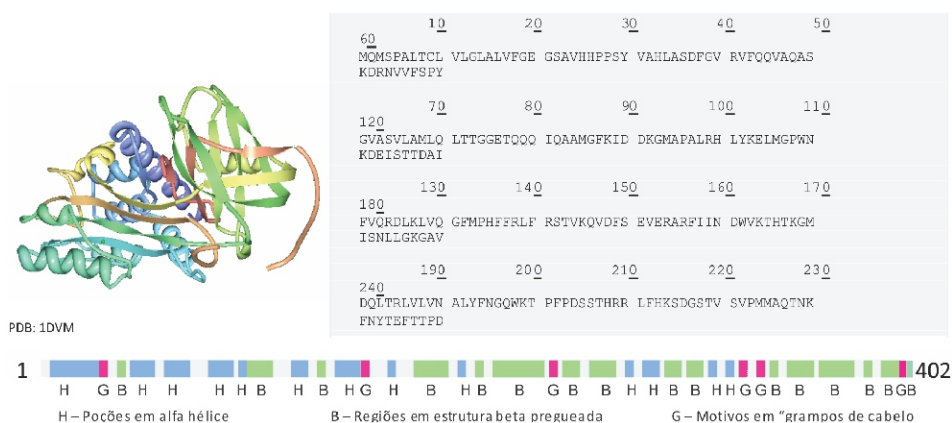 10 20 30 40 50
60
MQMSPALTCL VLGLALVFGE GSAVHHPPSY VAHLASDFGV RVFQQVAQAS
KDRNVVFSPY
70 80 90 100 110
120
GVASVLAMLQ LTTGGETQQQ IQAAMGFKID DKGMAPALRH LYKELMGPWN
KDEISTTDAI
130 140 150 160 170
180
FVQRDLKLVQ GFMPHFFRLF RSTVKQVDFS EVERARFIIN DWVKTHTKGM
ISNLLGKGAV
190 200 210 220 230
240
DQLTRLVLVN ALYFNGQWKT PFPDSSTHRR LFHKSDGSTV SVPMMAQTNK
FNYTEFTTPD
PDB: 1DVM
1 402
H G B H H H H B H B H G H B H B B G B B H H B B H H G G B B B B G B
H – Poções em alfa hélice B – Regiões em estrutura beta pregueada G – Motivos em “grampos de cabelo